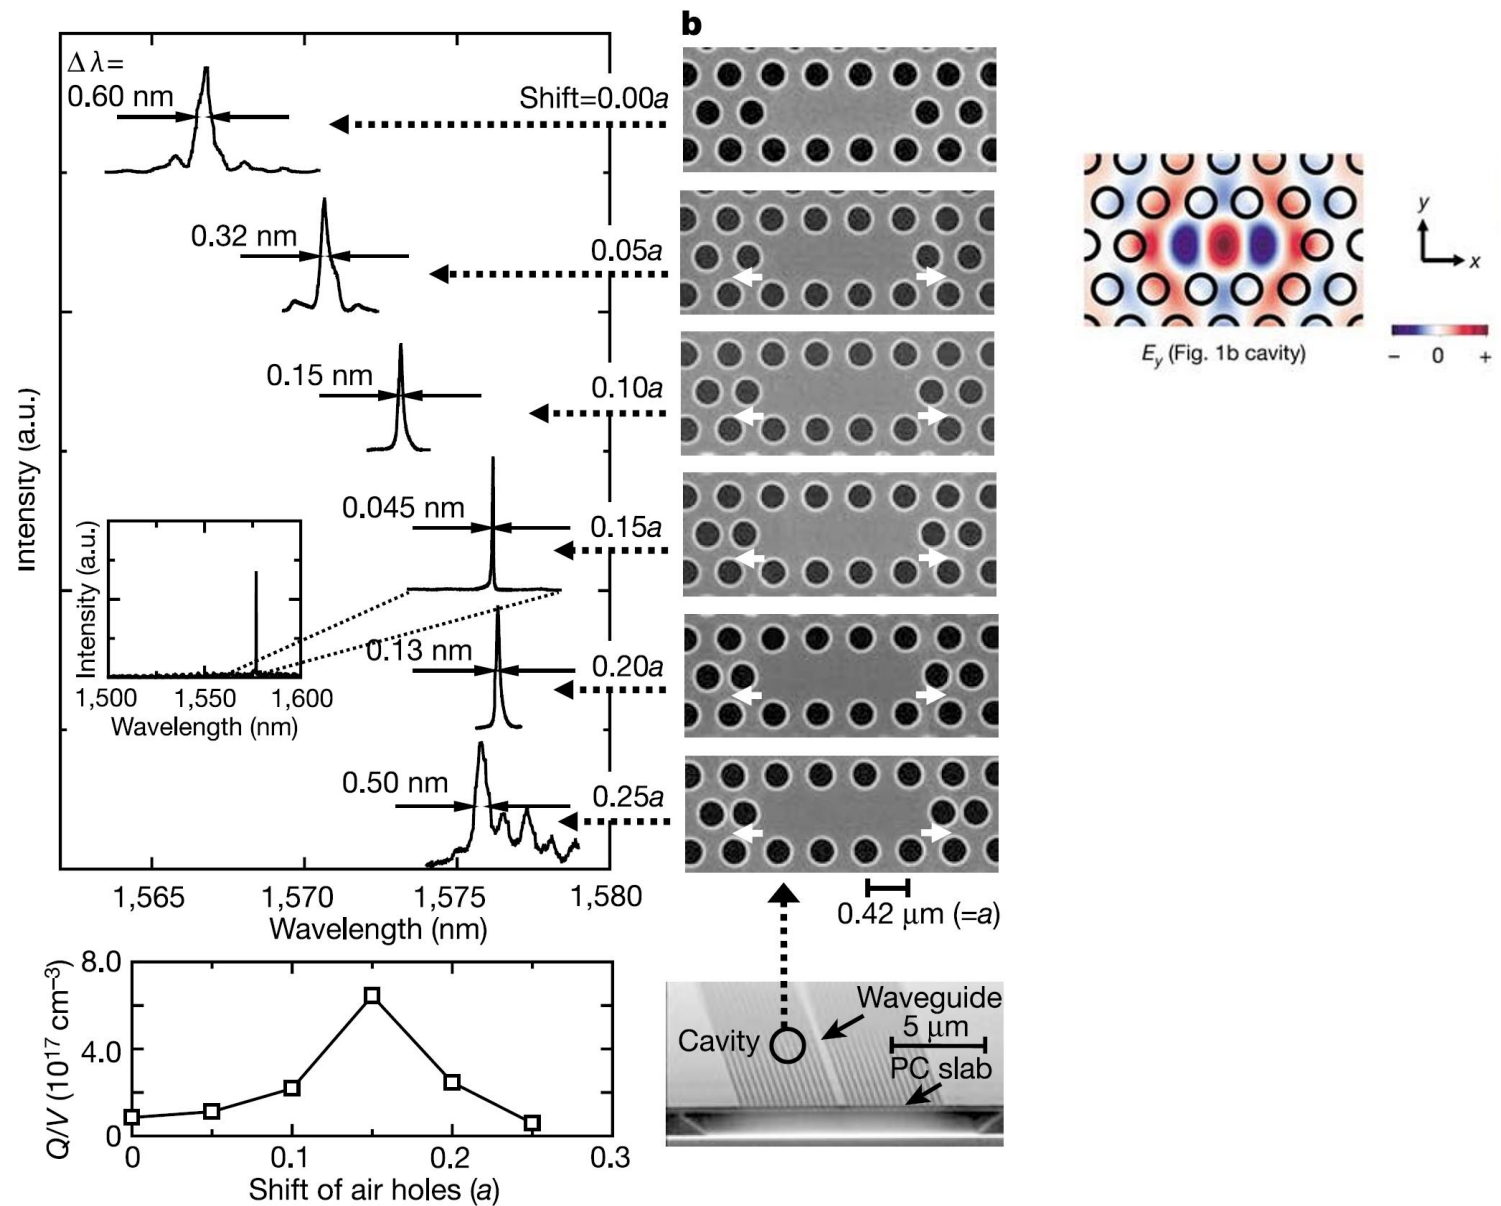 b
Δ λ=
0.60 nm
Shift=0.00a
0.32 nm
0.05a
0.15 nm
0.10a
0.045 nm
0.15a
0.13 nm
0.20a
0.50 nm
0.25a
Intensity (a.u.)
1,565 1,570 1,575 1,580
Wavelength (nm)
Intensity (a.u.)
1,500 1,550 1,600
Wavelength (nm)
0.42 μm (=a)
Q/V (10¹⁷ cm⁻³)
8.0
4.0
0
0 0.1 0.2 0.3
Shift of air holes (a)
Waveguide
Cavity
5 μm
PC slab
y
x
Ey (Fig. 1b cavity)
− 0 +